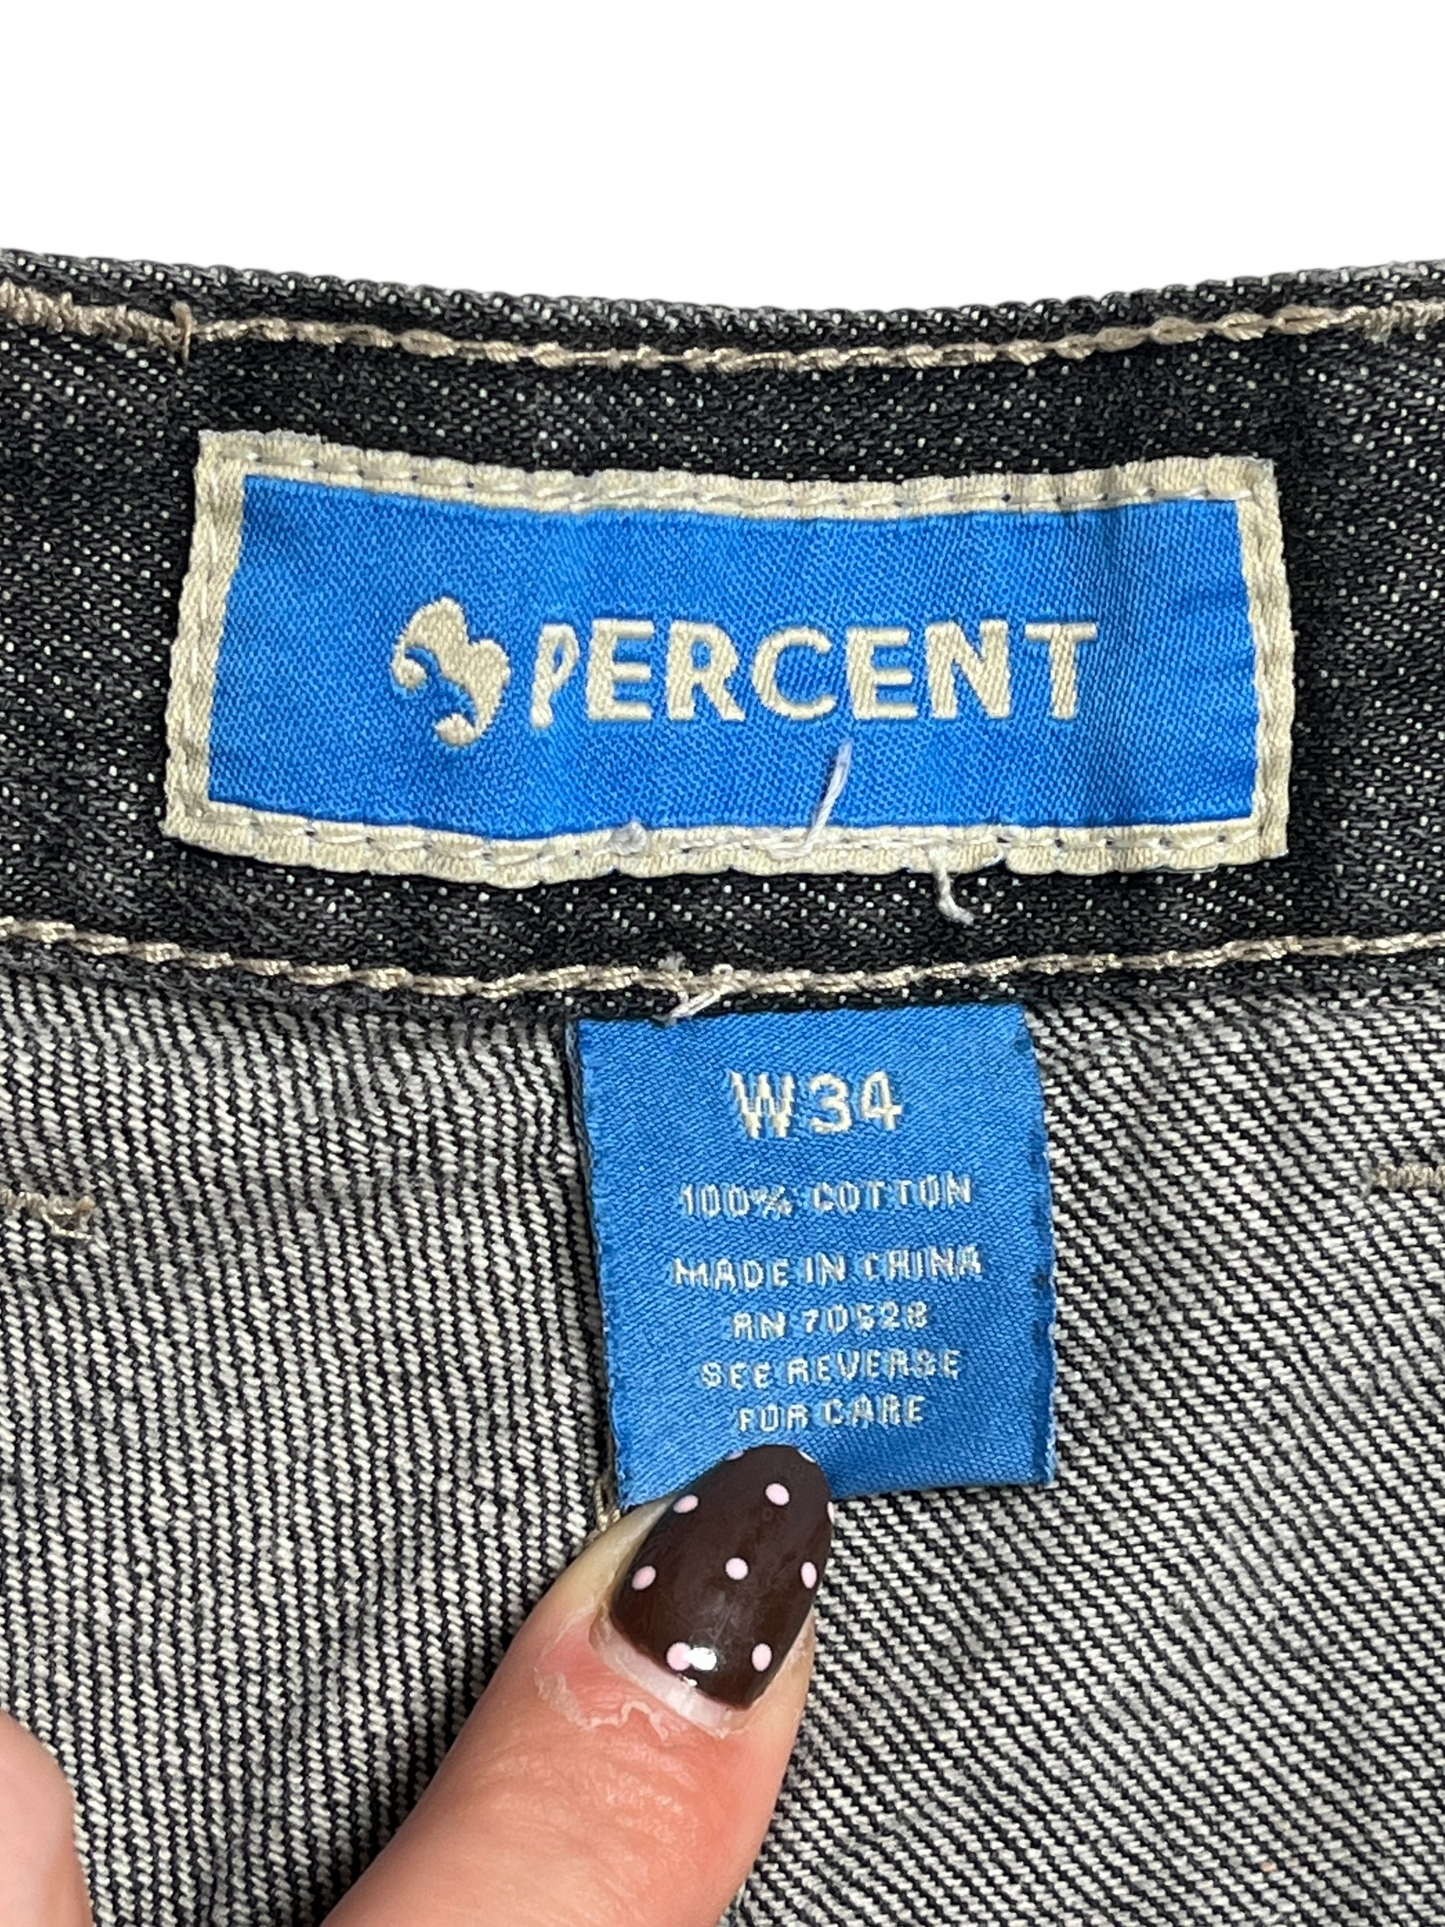 PERCENT
W34
100% COTTON
MADE IN CHINA
RN 70528
SEE REVERSE
FOR CARE